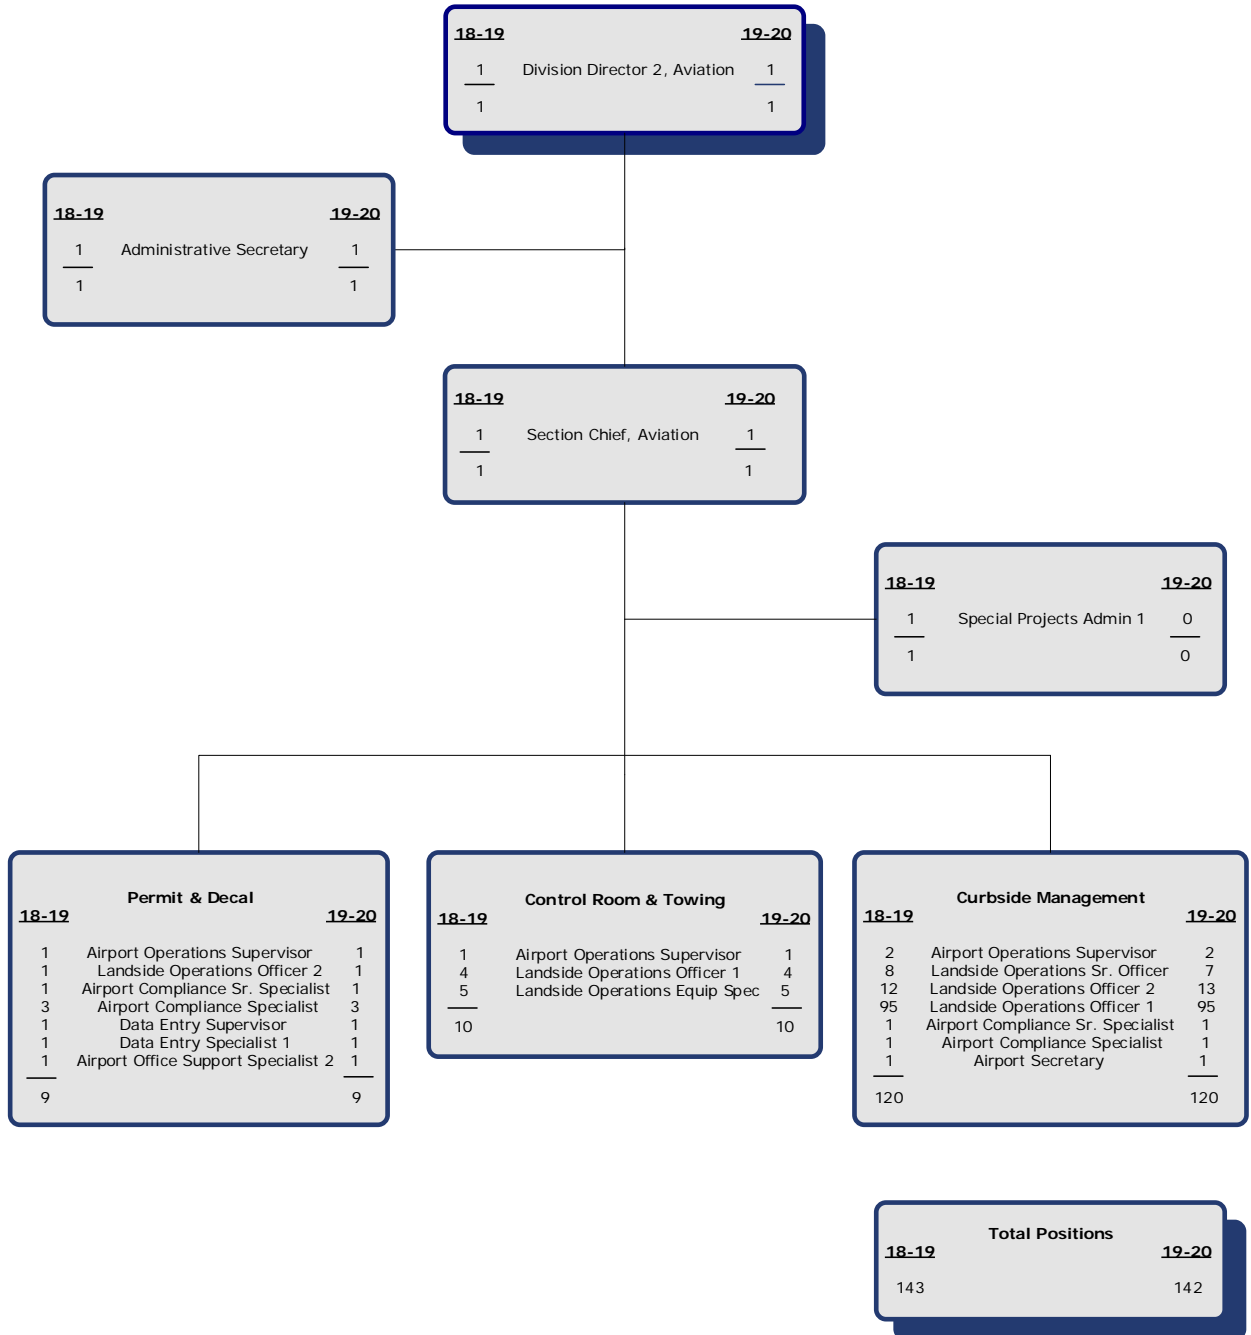 18-19 19-20
1 Division Director 2, Aviation 1
1 1
18-19 19-20
1 Administrative Secretary 1
1 1
18-19 19-20
1 Section Chief, Aviation 1
1 1
18-19 19-20
1 Special Projects Admin 1 0
1 0
Permit & Decal
18-19 19-20
1 Airport Operations Supervisor 1
1 Landside Operations Officer 2 1
1 Airport Compliance Sr. Specialist 1
3 Airport Compliance Specialist 3
1 Data Entry Supervisor 1
1 Data Entry Specialist 1 1
1 Airport Office Support Specialist 2 1
9 9
Control Room & Towing
18-19 19-20
1 Airport Operations Supervisor 1
4 Landside Operations Officer 1 4
5 Landside Operations Equip Spec 5
10 10
Curbside Management
18-19 19-20
2 Airport Operations Supervisor 2
8 Landside Operations Sr. Officer 7
12 Landside Operations Officer 2 13
95 Landside Operations Officer 1 95
1 Airport Compliance Sr. Specialist 1
1 Airport Compliance Specialist 1
1 Airport Secretary 1
120 120
Total Positions
18-19 19-20
143 142